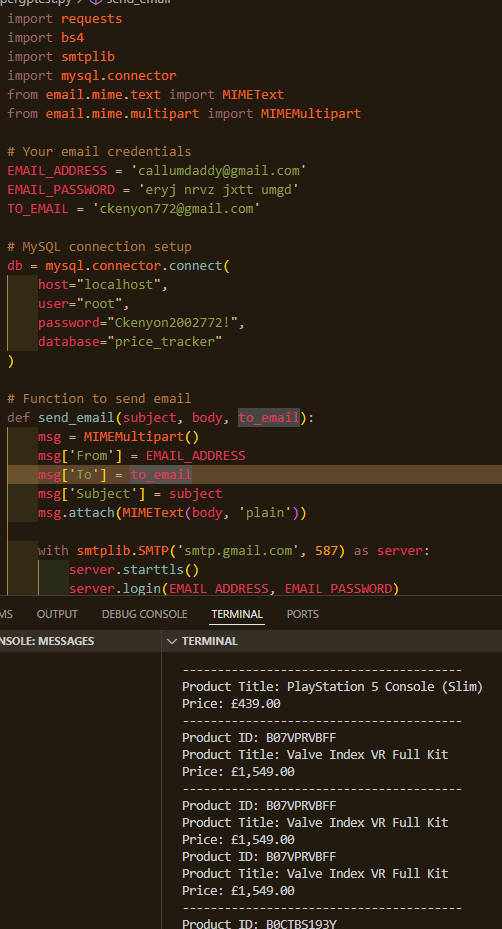 send_email
import requests
import bs4
import smtplib
import mysql.connector
from email.mime.text import MIMEText
from email.mime.multipart import MIMEMultipart
# Your email credentials
EMAIL_ADDRESS = 'callumdaddy@gmail.com'
EMAIL_PASSWORD = 'eryj nrvz jxtt umgd'
TO_EMAIL = 'ckenyon772@gmail.com'
# MySQL connection setup
db = mysql.connector.connect(
host="localhost",
user="root",
password="Ckenyon2002772!",
database="price_tracker"
)
# Function to send email
def send_email(subject, body, to_email):
msg = MIMEMultipart()
msg['From'] = EMAIL_ADDRESS
msg['To'] = to_email
msg['Subject'] = subject
msg.attach(MIMEText(body, 'plain'))
with smtplib.SMTP('smtp.gmail.com', 587) as server:
server.starttls()
server.login(EMAIL_ADDRESS, EMAIL_PASSWORD)
MS OUTPUT DEBUG CONSOLE TERMINAL PORTS
NSOLE: MESSAGES
TERMINAL
----------------------------------------
Product Title: PlayStation 5 Console (Slim)
Price: £439.00
----------------------------------------
Product ID: B07VPRVBFF
Product Title: Valve Index VR Full Kit
Price: £1,549.00
----------------------------------------
Product ID: B07VPRVBFF
Product Title: Valve Index VR Full Kit
Price: £1,549.00
Product ID: B07VPRVBFF
Product Title: Valve Index VR Full Kit
Price: £1,549.00
----------------------------------------
Product ID: B0CTBS193Y